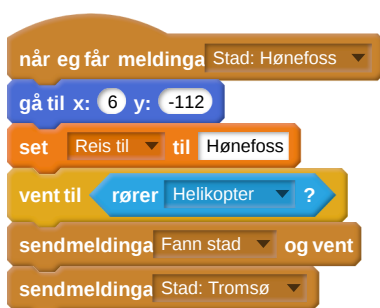 når eg får meldinga Stad: Hønefoss
gå til x: 6 y: -112
set Reis til til Hønefoss
vent til rører Helikopter ?
sendmeldinga Fann stad og vent
sendmeldinga Stad: Tromsø